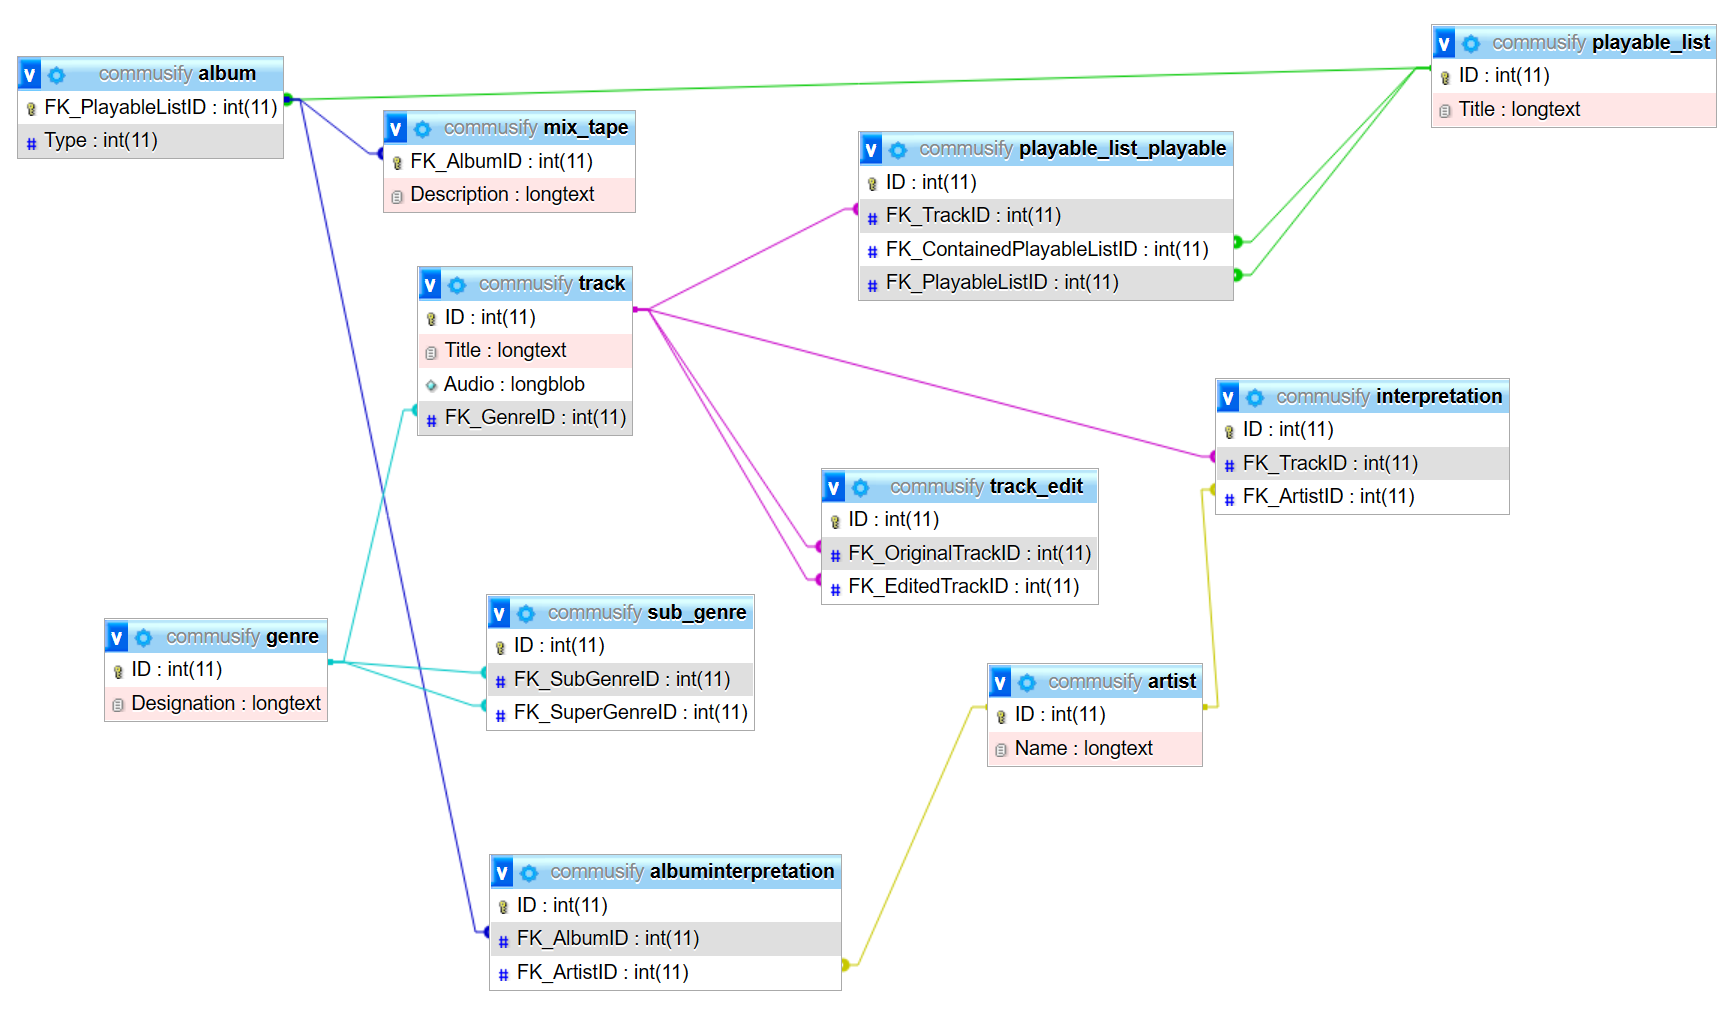 v commusify album
FK_PlayableListID : int(11)
# Type : int(11)
v commusify mix_tape
FK_AlbumID : int(11)
Description : longtext
v commusify playable_list
ID : int(11)
Title : longtext
v commusify playable_list_playable
ID : int(11)
# FK_TrackID : int(11)
# FK_ContainedPlayableListID : int(11)
# FK_PlayableListID : int(11)
v commusify track
ID : int(11)
Title : longtext
Audio : longblob
# FK_GenreID : int(11)
v commusify interpretation
ID : int(11)
# FK_TrackID : int(11)
# FK_ArtistID : int(11)
v commusify track_edit
ID : int(11)
# FK_OriginalTrackID : int(11)
# FK_EditedTrackID : int(11)
v commusify sub_genre
ID : int(11)
# FK_SubGenreID : int(11)
# FK_SuperGenreID : int(11)
v commusify genre
ID : int(11)
Designation : longtext
v commusify artist
ID : int(11)
Name : longtext
v commusify albuminterpretation
ID : int(11)
# FK_AlbumID : int(11)
# FK_ArtistID : int(11)